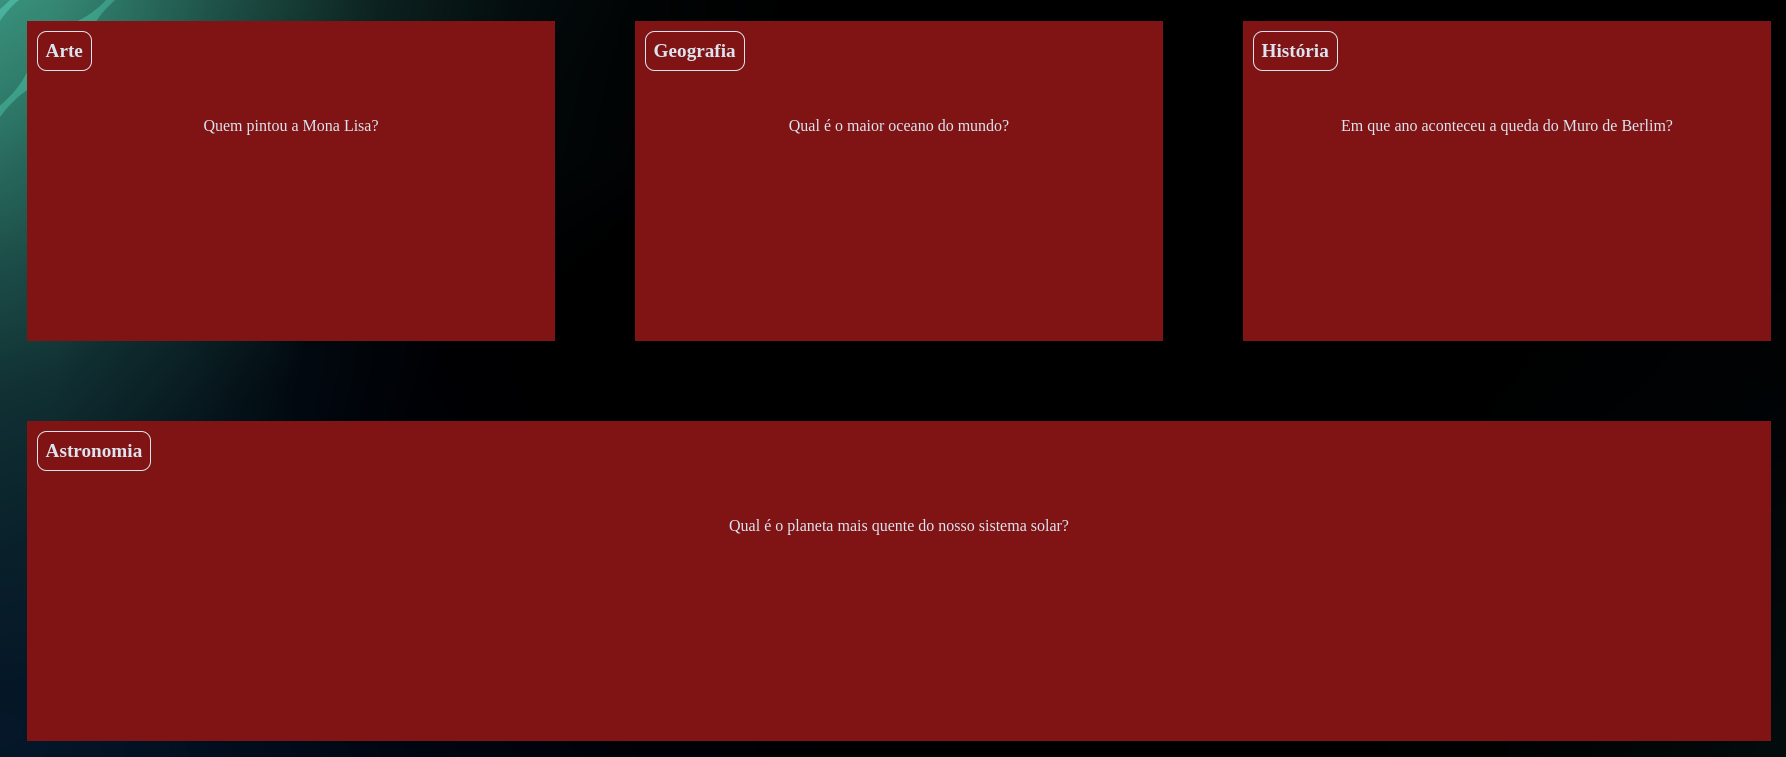 Arte
Quem pintou a Mona Lisa?
Geografia
Qual é o maior oceano do mundo?
História
Em que ano aconteceu a queda do Muro de Berlim?
Astronomia
Qual é o planeta mais quente do nosso sistema solar?